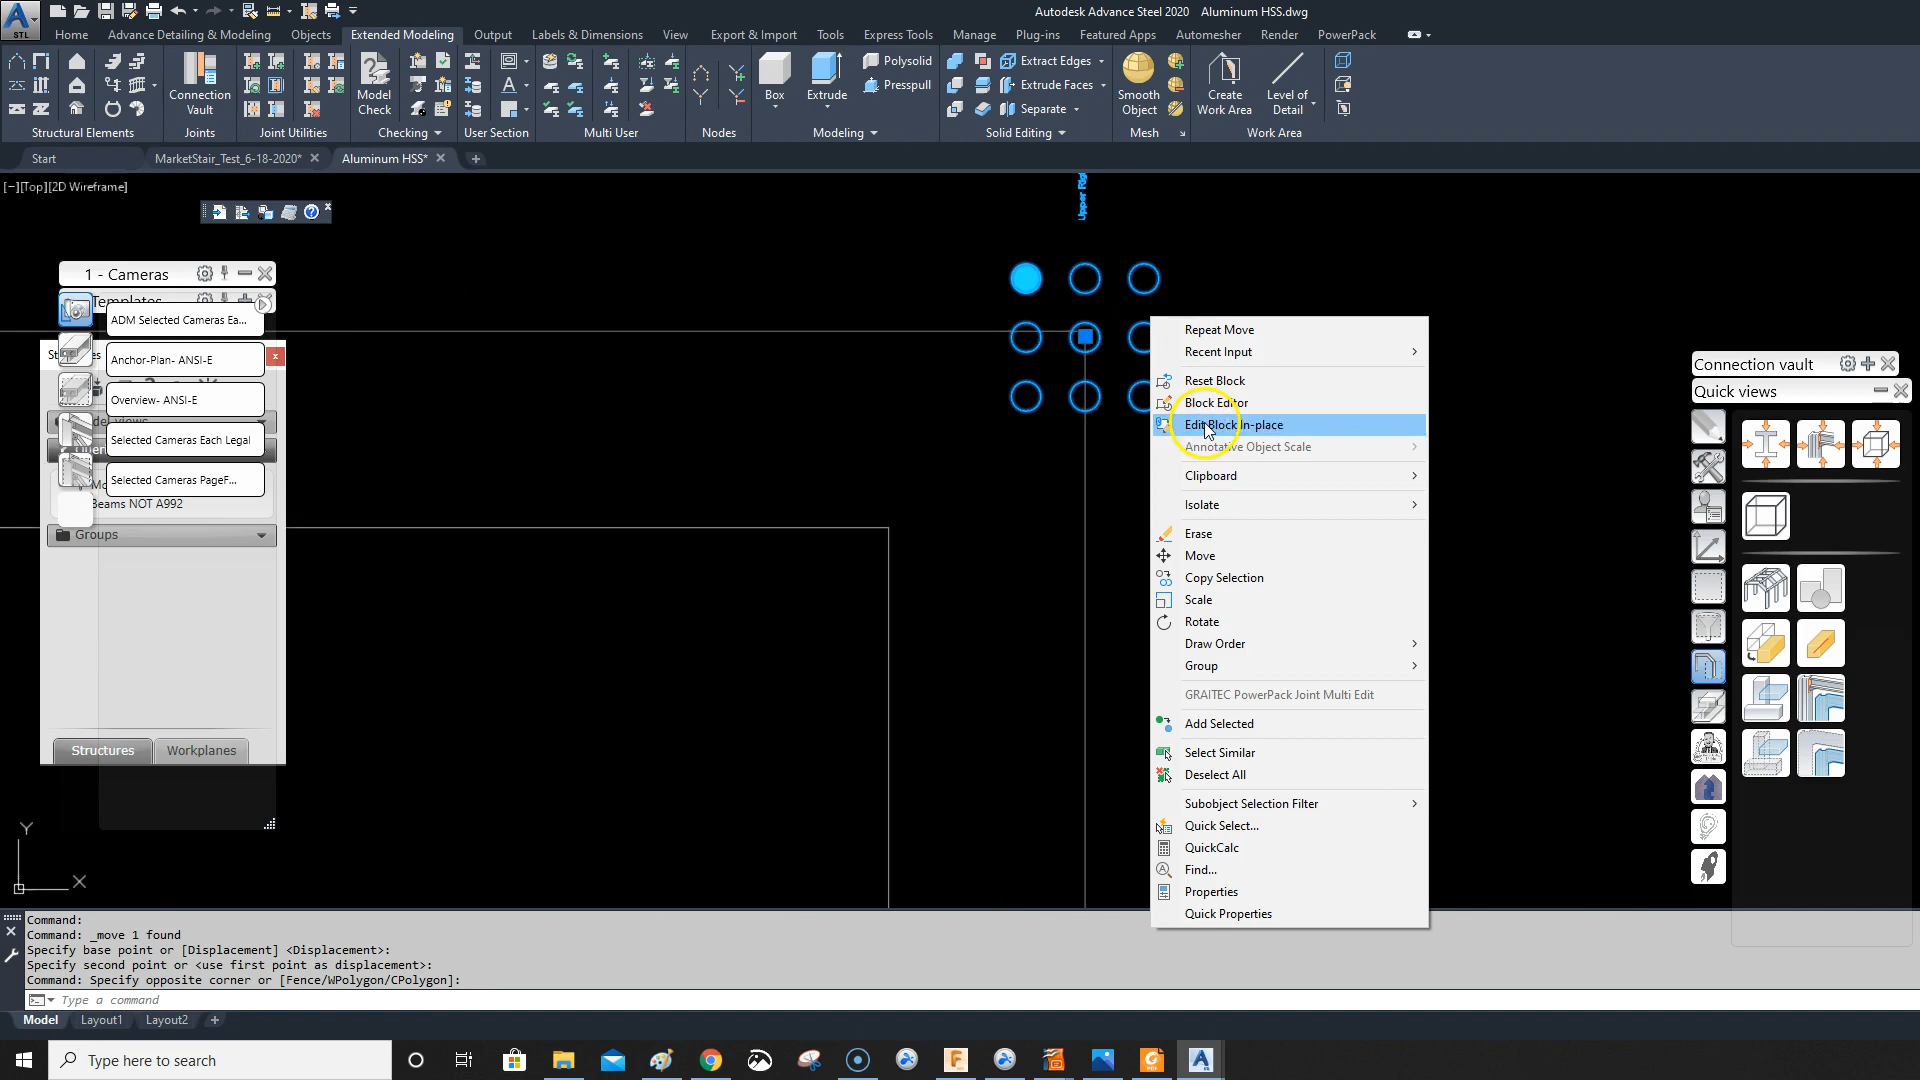 Autodesk Advance Steel 2020 Aluminum HSS.dwg
STL
Home Advance Detailing & Modeling Objects Extended Modeling Output Labels & Dimensions View Export & Import Tools Express Tools Manage Plug-ins Featured Apps Automesher Render PowerPack
Connection Vault
Model Check
Box
Extrude
Polysolid
Presspull
Extract Edges
Extrude Faces
Separate
Smooth Object
Create Work Area
Level of Detail
Structural Elements Joints Joint Utilities Checking User Section Multi User Nodes Modeling Solid Editing Mesh Work Area
Start MarketStair_Test_6-18-2020* Aluminum HSS*
[−][Top][2D Wireframe]
1 - Cameras
Templates
ADM Selected Cameras Ea...
Anchor-Plan- ANSI-E
Overview- ANSI-E
Selected Cameras Each Legal
Selected Cameras PageF...
Beams NOT A992
Groups
Structures Workplanes
Y
X
Repeat Move
Recent Input
Reset Block
Block Editor
Edit Block In-place
Annotative Object Scale
Clipboard
Isolate
Erase
Move
Copy Selection
Scale
Rotate
Draw Order
Group
GRAITEC PowerPack Joint Multi Edit
Add Selected
Select Similar
Deselect All
Subobject Selection Filter
Quick Select...
QuickCalc
Find...
Properties
Quick Properties
Connection vault
Quick views
Command:
Command: _move 1 found
Specify base point or [Displacement] <Displacement>:
Specify second point or <use first point as displacement>:
Command: Specify opposite corner or [Fence/WPolygon/CPolygon]:
Type a command
Model Layout1 Layout2
Type here to search